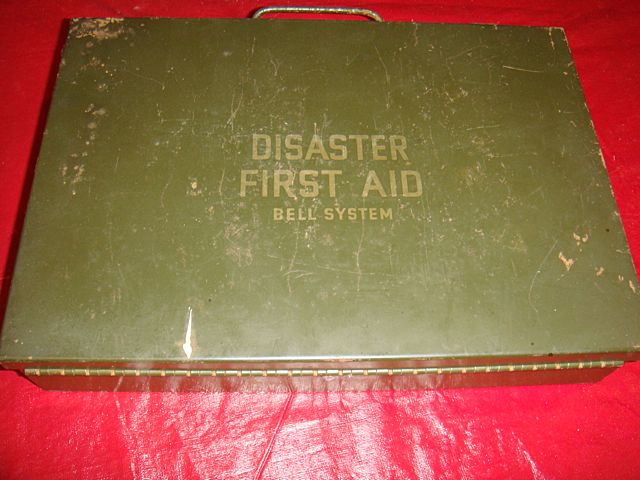 DISASTER
FIRST AID
BELL SYSTEM